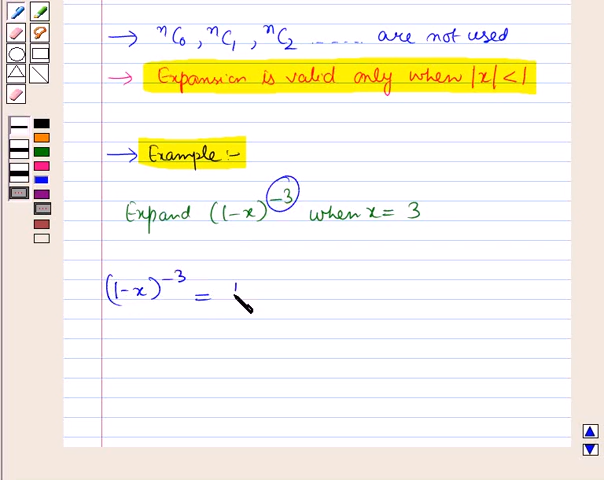 → ⁿC₀, ⁿC₁, ⁿC₂ ........ are not used
→ Expansion is valid only when |x| < 1
→ Example :-
Expand (1-x)⁻³ when x = 3
(1-x)⁻³ =